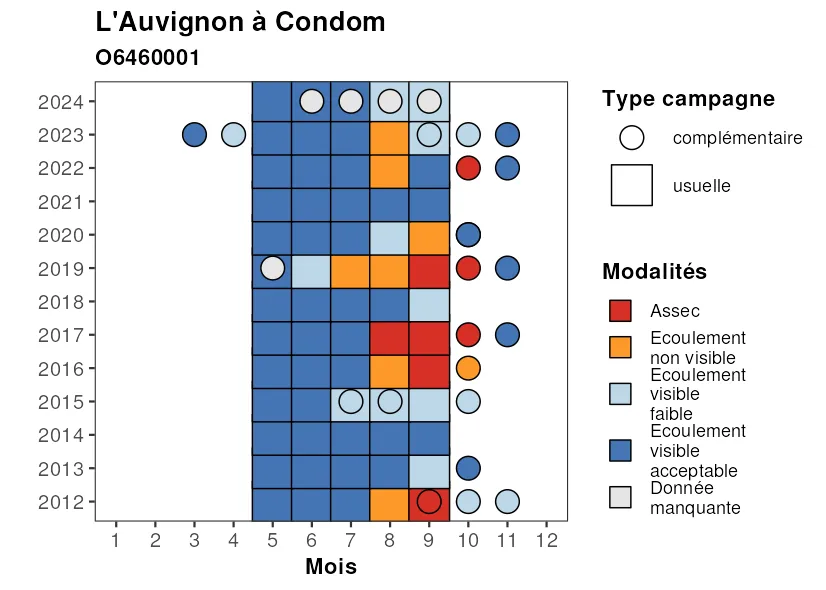 L'Auvignon à Condom
O6460001
2024
2023
2022
2021
2020
2019
2018
2017
2016
2015
2014
2013
2012
1 2 3 4 5 6 7 8 9 10 11 12
Mois
Type campagne
complémentaire
usuelle
Modalités
Assec
Ecoulement
non visible
Ecoulement
visible
faible
Ecoulement
visible
acceptable
Donnée
manquante